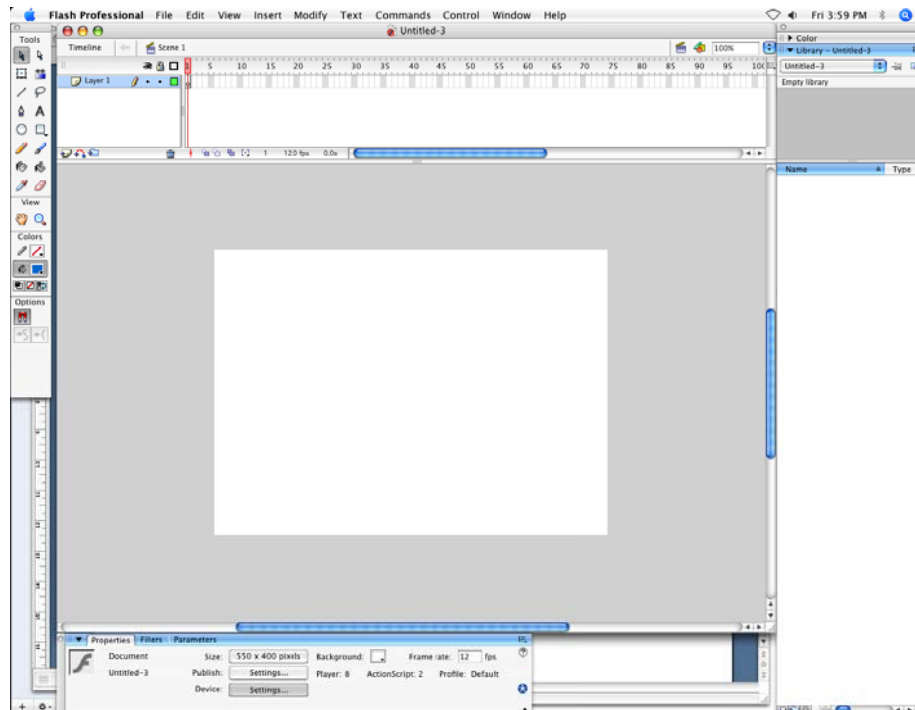 Flash Professional File Edit View Insert Modify Text Commands Control Window Help Fri 3:59 PM
Untitled-3
Tools
Timeline Scene 1 100%
Color
Library - Untitled-3
5 10 15 20 25 30 35 40 45 50 55 60 65 70 75 80 85 90 95 100
Untitled-3
Layer 1
Empty library
1 12.0 fps 0.0s
Name Type
View
Colors
Options
Properties Filters Parameters
Document Size: 550 x 400 pixels Background: Frame rate: 12 fps
Untitled-3 Publish: Settings... Player: 8 ActionScript: 2 Profile: Default
Device: Settings...